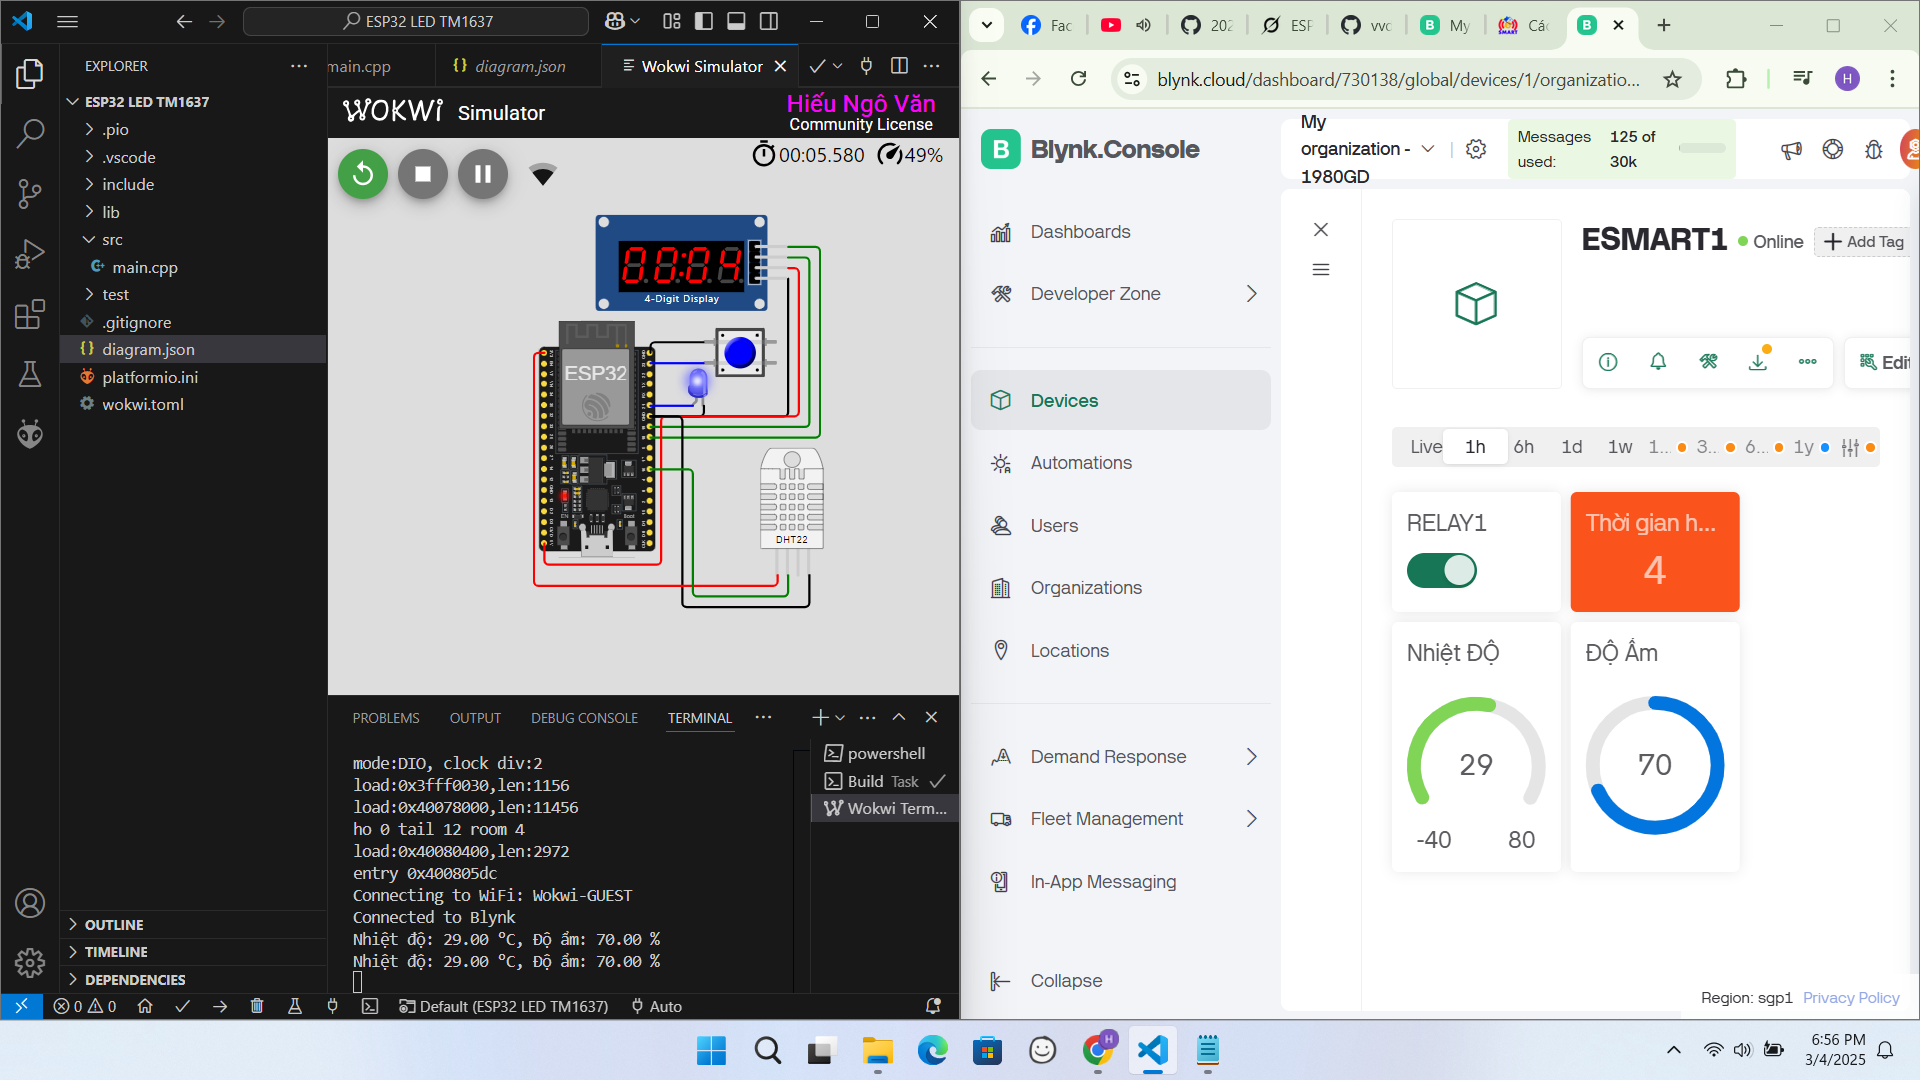 ESP32 LED TM1637
EXPLORER
ESP32 LED TM1637
.pio
.vscode
include
lib
src
main.cpp
test
.gitignore
diagram.json
platformio.ini
wokwi.toml
OUTLINE
TIMELINE
DEPENDENCIES
main.cpp
diagram.json
Wokwi Simulator
WOKWi Simulator
Hiếu Ngô Văn
Community License
00:05.580 49%
00:04
4-Digit Display
ESP32
DHT22
PROBLEMS OUTPUT DEBUG CONSOLE TERMINAL
powershell
Build Task
Wokwi Term...
mode:DIO, clock div:2
load:0x3fff0030,len:1156
load:0x40078000,len:11456
ho 0 tail 12 room 4
load:0x40080400,len:2972
entry 0x400805dc
Connecting to WiFi: Wokwi-GUEST
Connected to Blynk
Nhiệt độ: 29.00 °C, Độ ẩm: 70.00 %
Nhiệt độ: 29.00 °C, Độ ẩm: 70.00 %
0 0 Default (ESP32 LED TM1637) Auto
Fac 202 ESP vvc My Các
blynk.cloud/dashboard/730138/global/devices/1/organizatio...
H
B Blynk.Console
Dashboards
Developer Zone
Devices
Automations
Users
Organizations
Locations
Demand Response
Fleet Management
In-App Messaging
Collapse
My
organization -
1980GD
Messages used: 125 of 30k
ESMART1 Online Add Tag
Edit
Live 1h 6h 1d 1w 1... 3... 6... 1y
RELAY1
Thời gian h...
4
Nhiệt ĐỘ
29
-40 80
ĐỘ Ẩm
70
Region: sgp1 Privacy Policy
6:56 PM
3/4/2025